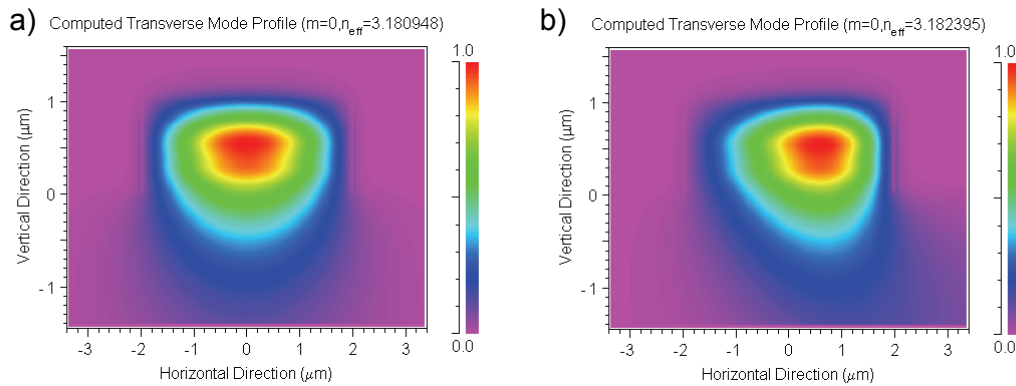 a) Computed Transverse Mode Profile (m=0,n_eff=3.180948)
1.0
Vertical Direction (μm)
1
0
-1
0.0
-3 -2 -1 0 1 2 3
Horizontal Direction (μm)
b) Computed Transverse Mode Profile (m=0,n_eff=3.182395)
1.0
Vertical Direction (μm)
1
0
-1
0.0
-3 -2 -1 0 1 2 3
Horizontal Direction (μm)